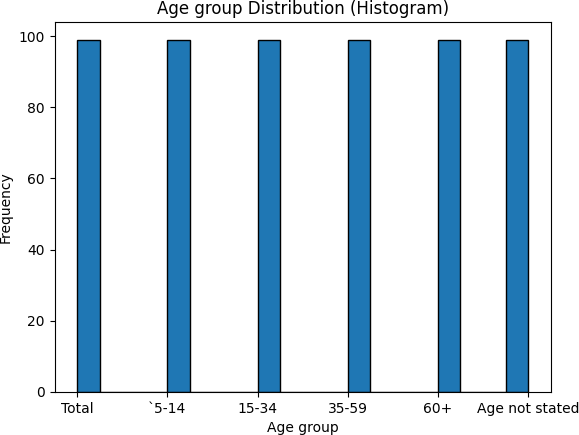 Age group Distribution (Histogram)
Frequency
100
80
60
40
20
0
Total `5-14 15-34 35-59 60+ Age not stated
Age group